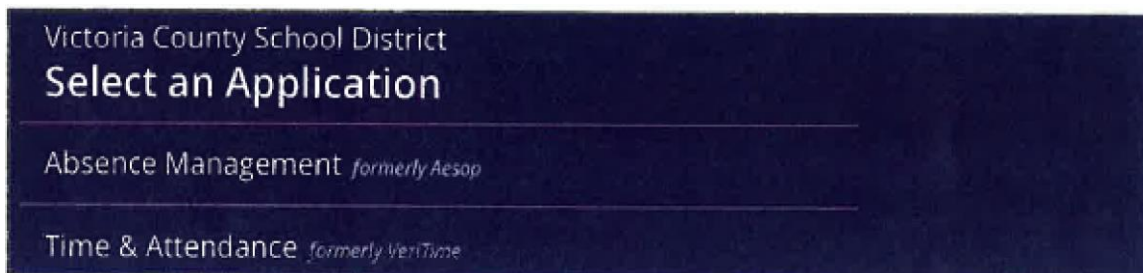 Victoria County School District
Select an Application
Absence Management formerly Aesop
Time & Attendance formerly VeriTime